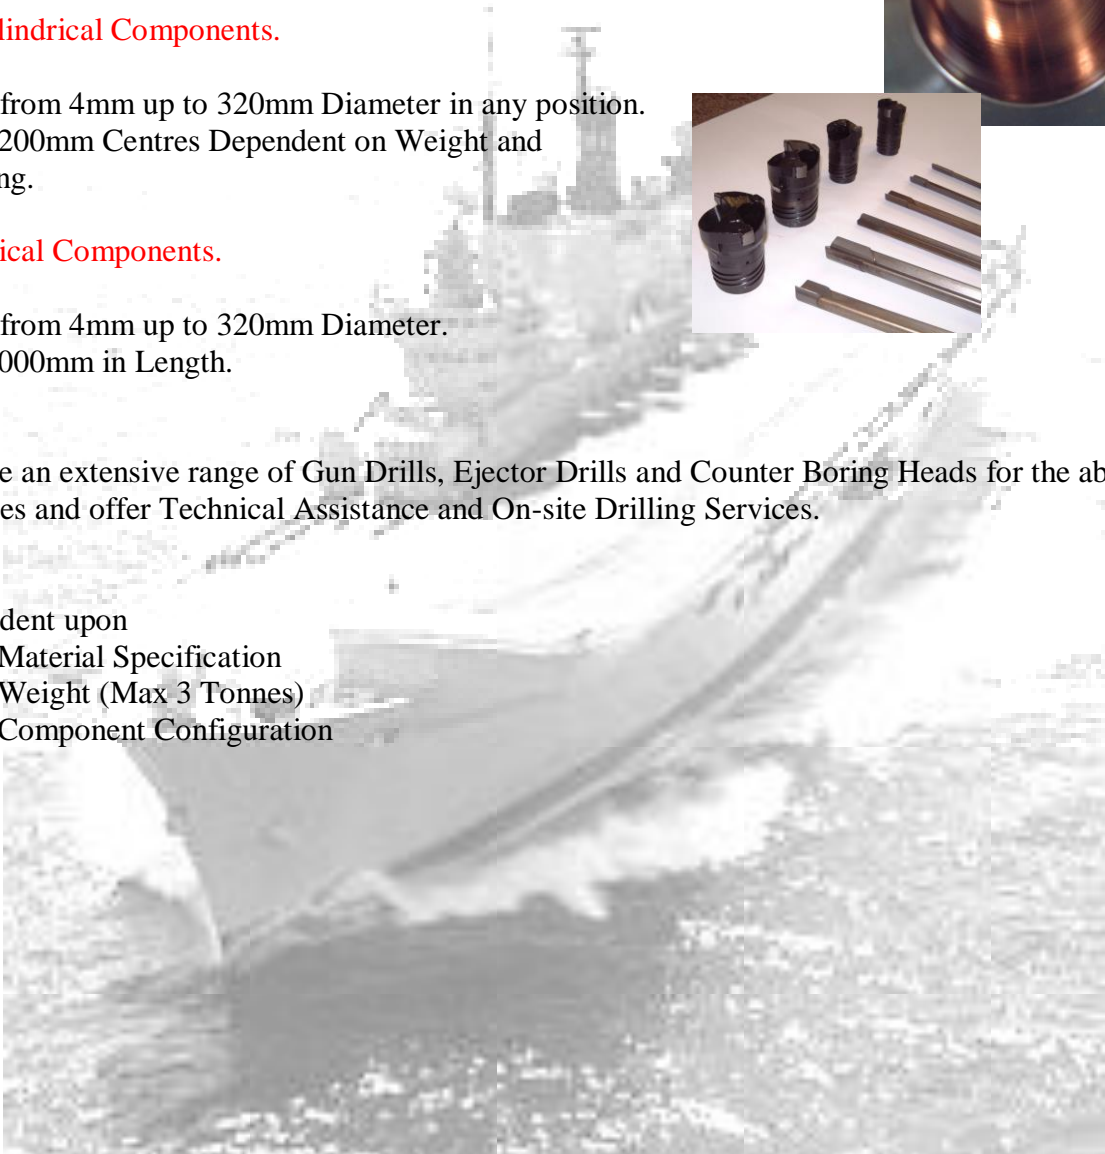 lindrical Components.
from 4mm up to 320mm Diameter in any position.
200mm Centres Dependent on Weight and
ng.
ical Components.
from 4mm up to 320mm Diameter.
000mm in Length.
e an extensive range of Gun Drills, Ejector Drills and Counter Boring Heads for the ab
es and offer Technical Assistance and On-site Drilling Services.
dent upon
Material Specification
Weight (Max 3 Tonnes)
Component Configuration